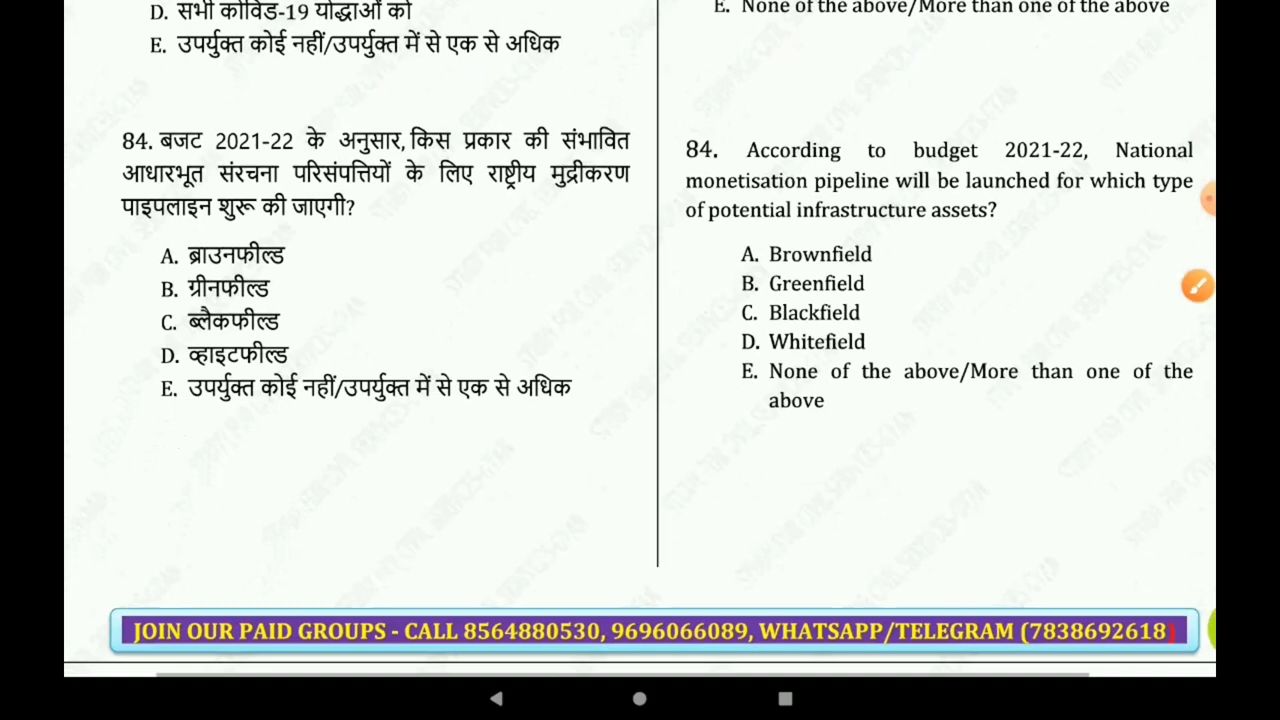 D. सभी कोविड-19 योद्धाओं को
E. उपर्युक्त कोई नहीं/उपर्युक्त में से एक से अधिक
84. बजट 2021-22 के अनुसार, किस प्रकार की संभावित
आधारभूत संरचना परिसंपत्तियों के लिए राष्ट्रीय मुद्रीकरण
पाइपलाइन शुरू की जाएगी?
A. ब्राउनफील्ड
B. ग्रीनफील्ड
C. ब्लैकफील्ड
D. व्हाइटफील्ड
E. उपर्युक्त कोई नहीं/उपर्युक्त में से एक से अधिक
E. None of the above/More than one of the above
84. According to budget 2021-22, National
monetisation pipeline will be launched for which type
of potential infrastructure assets?
A. Brownfield
B. Greenfield
C. Blackfield
D. Whitefield
E. None of the above/More than one of the
above
JOIN OUR PAID GROUPS - CALL 8564880530, 9696066089, WHATSAPP/TELEGRAM (7838692618)